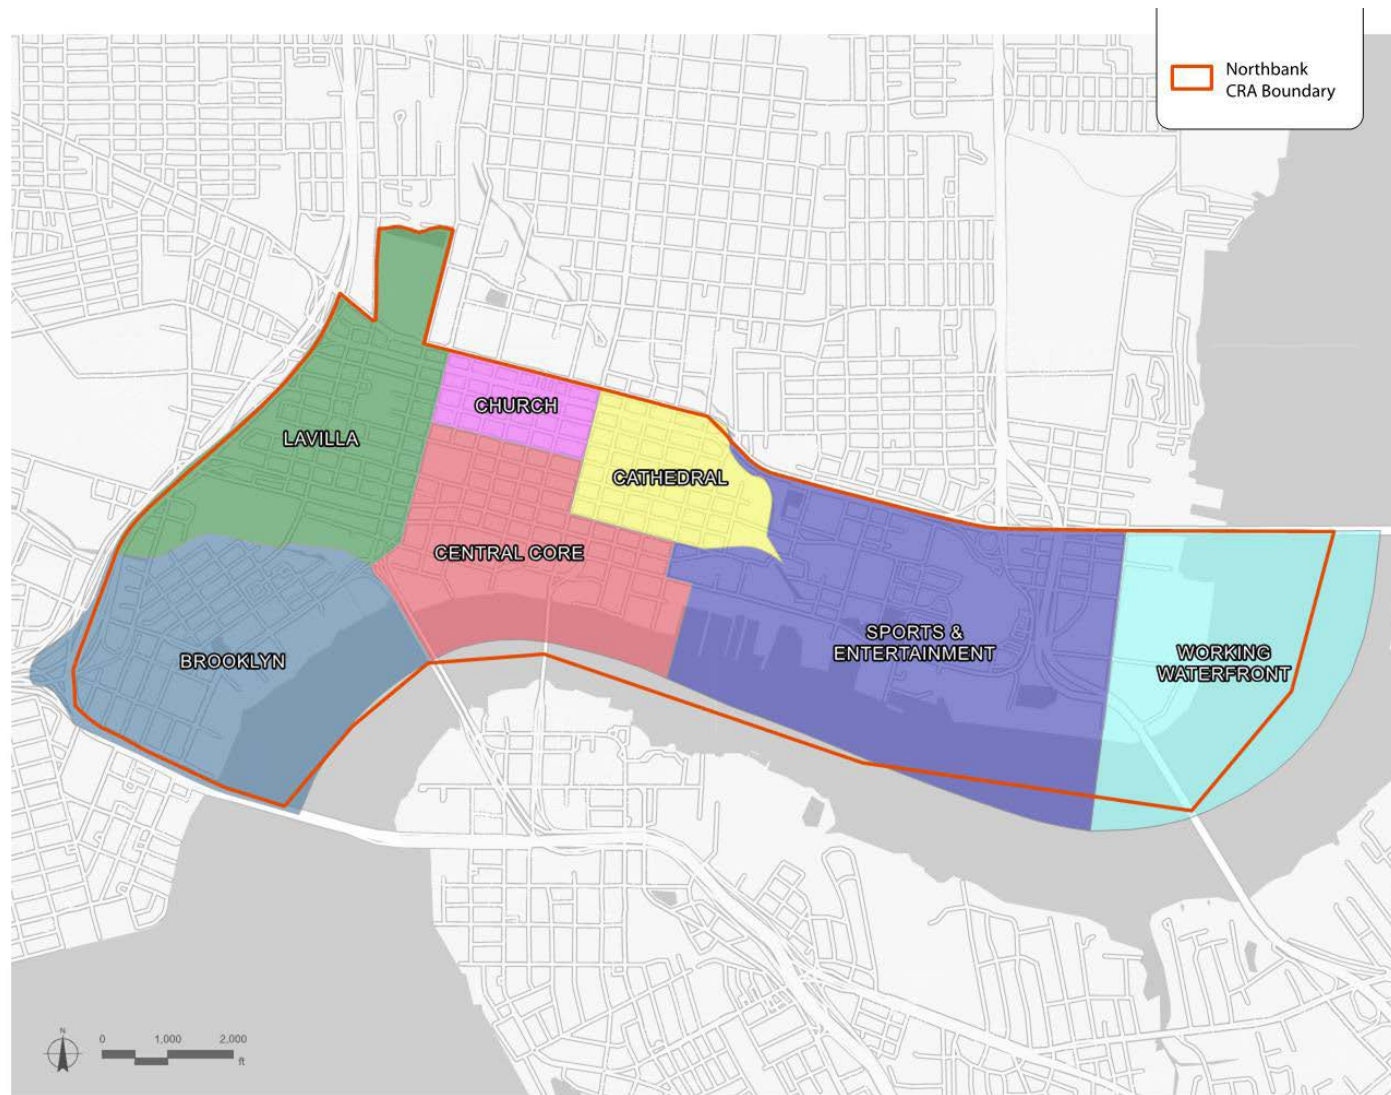 Northbank
CRA Boundary
CHURCH
LAVILLA
CATHEDRAL
CENTRAL CORE
SPORTS &
ENTERTAINMENT
BROOKLYN
WORKING
WATERFRONT
N
0 1,000 2,000
ft